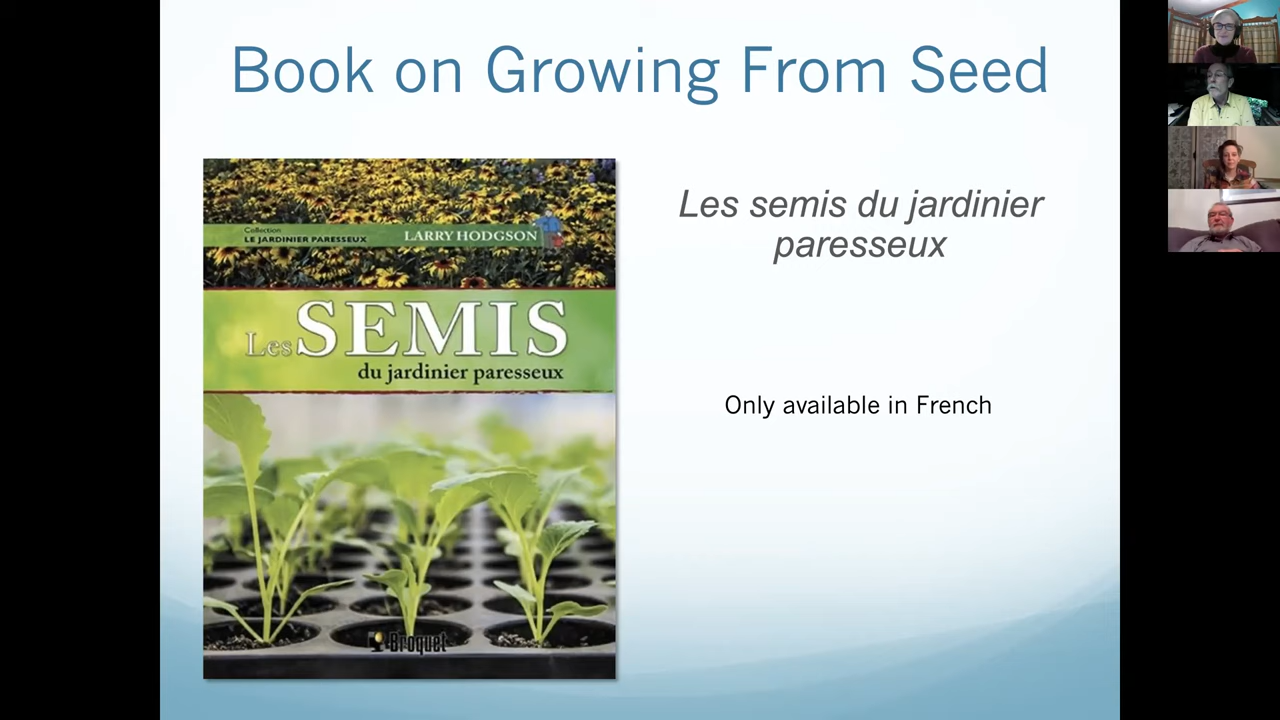 Book on Growing From Seed
Collection
LE JARDINIER PARESSEUX
LARRY HODGSON
Les SEMIS
du jardinier paresseux
Broquet
Les semis du jardinier
paresseux
Only available in French